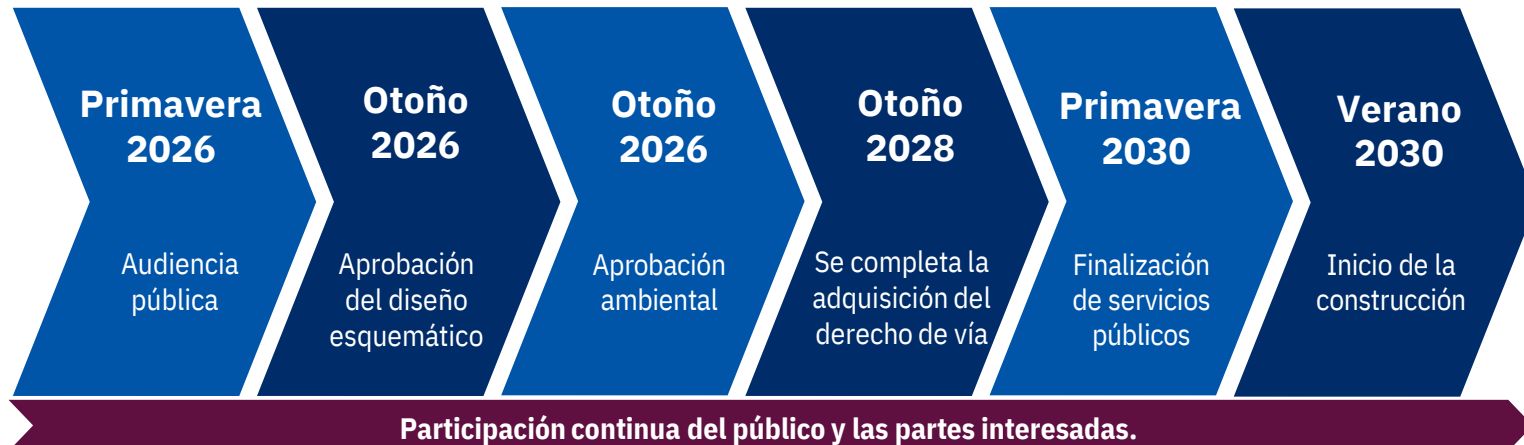 Primavera
2026
Audiencia
pública
Otoño
2026
Aprobación
del diseño
esquemático
Otoño
2026
Aprobación
ambiental
Otoño
2028
Se completa la
adquisición del
derecho de vía
Primavera
2030
Finalización
de servicios
públicos
Verano
2030
Inicio de la
construcción
Participación continua del público y las partes interesadas.